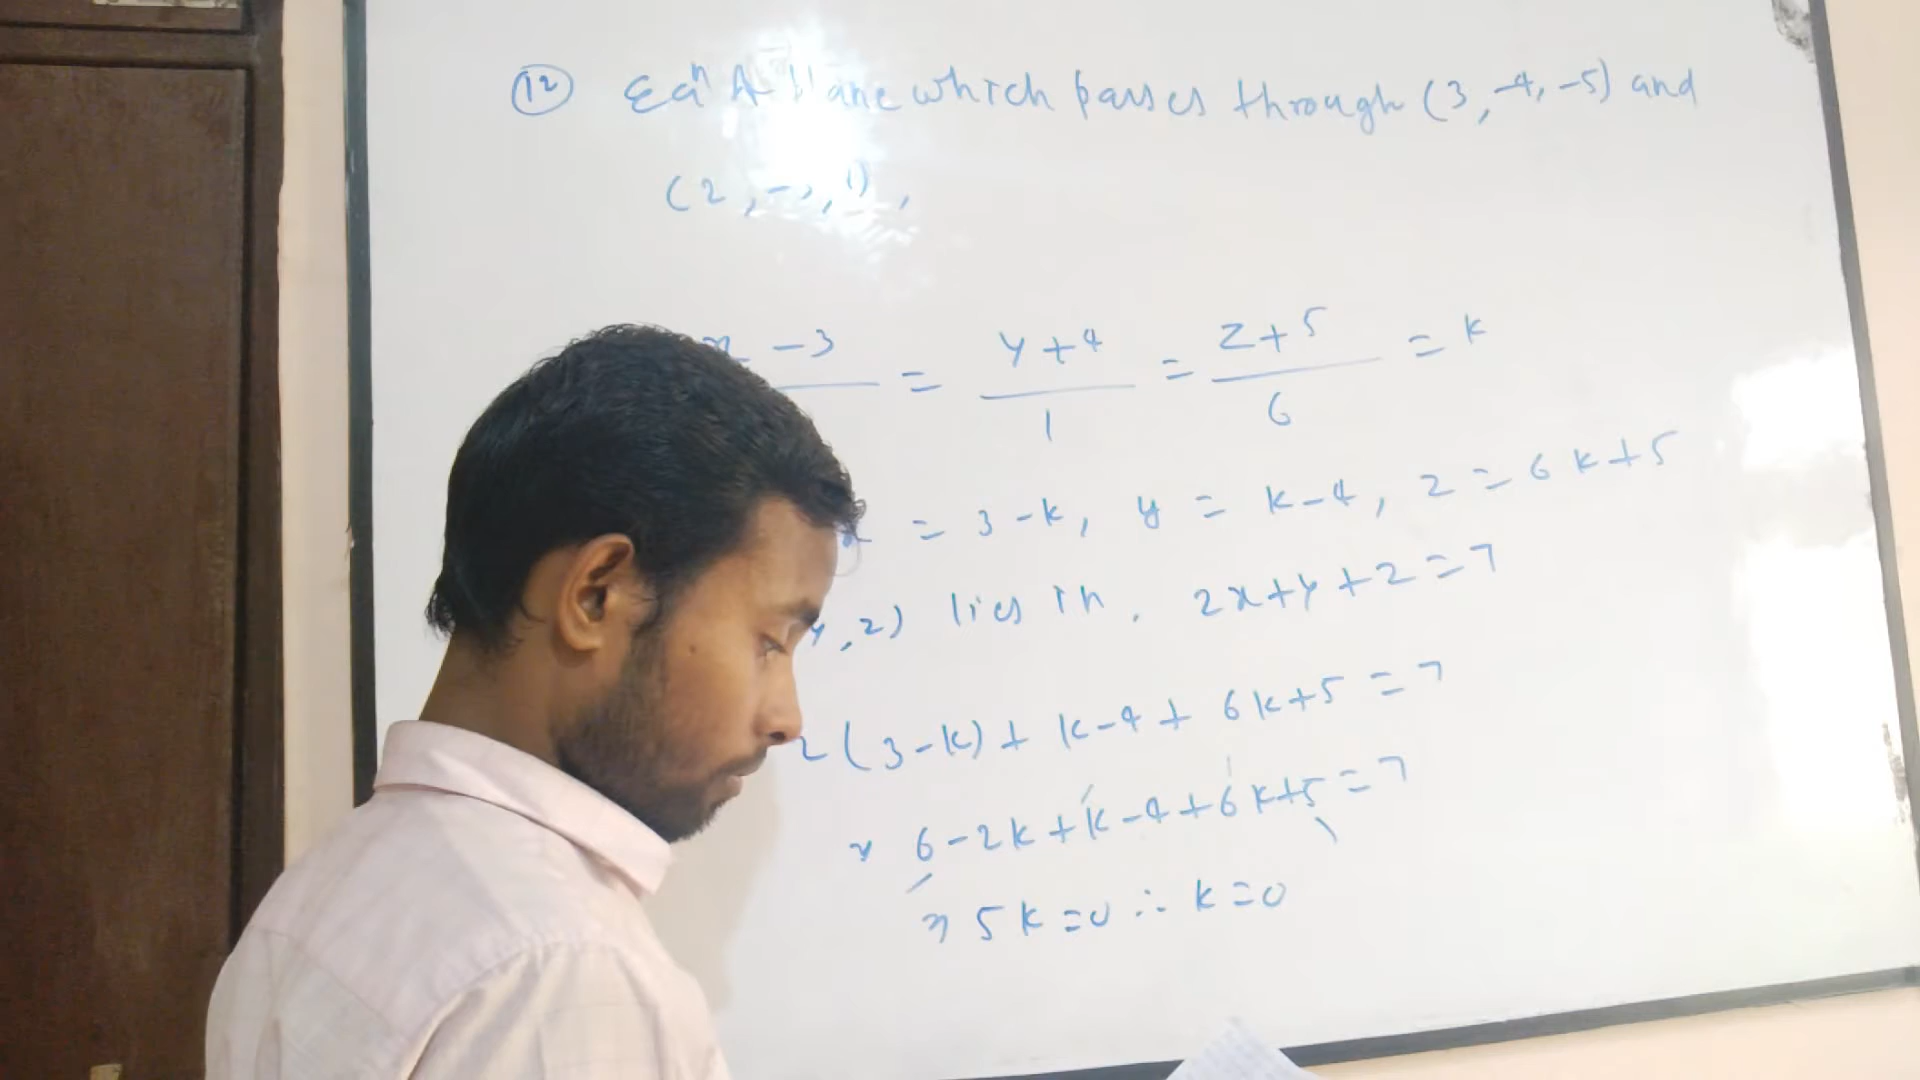 (12) Eqn A Plane which passes through (3, -4, -5) and
(2, -3, 1),
x - 3 / = y + 4 / 1 = z + 5 / 6 = k
x = 3 - k, y = k - 4, z = 6k + 5
y, z) lies in, 2x + y + z = 7
2(3 - k) + k - 4 + 6k + 5 = 7
⇒ 6 - 2k + k - 4 + 6k + 5 = 7
⇒ 5k = 0 ∴ k = 0